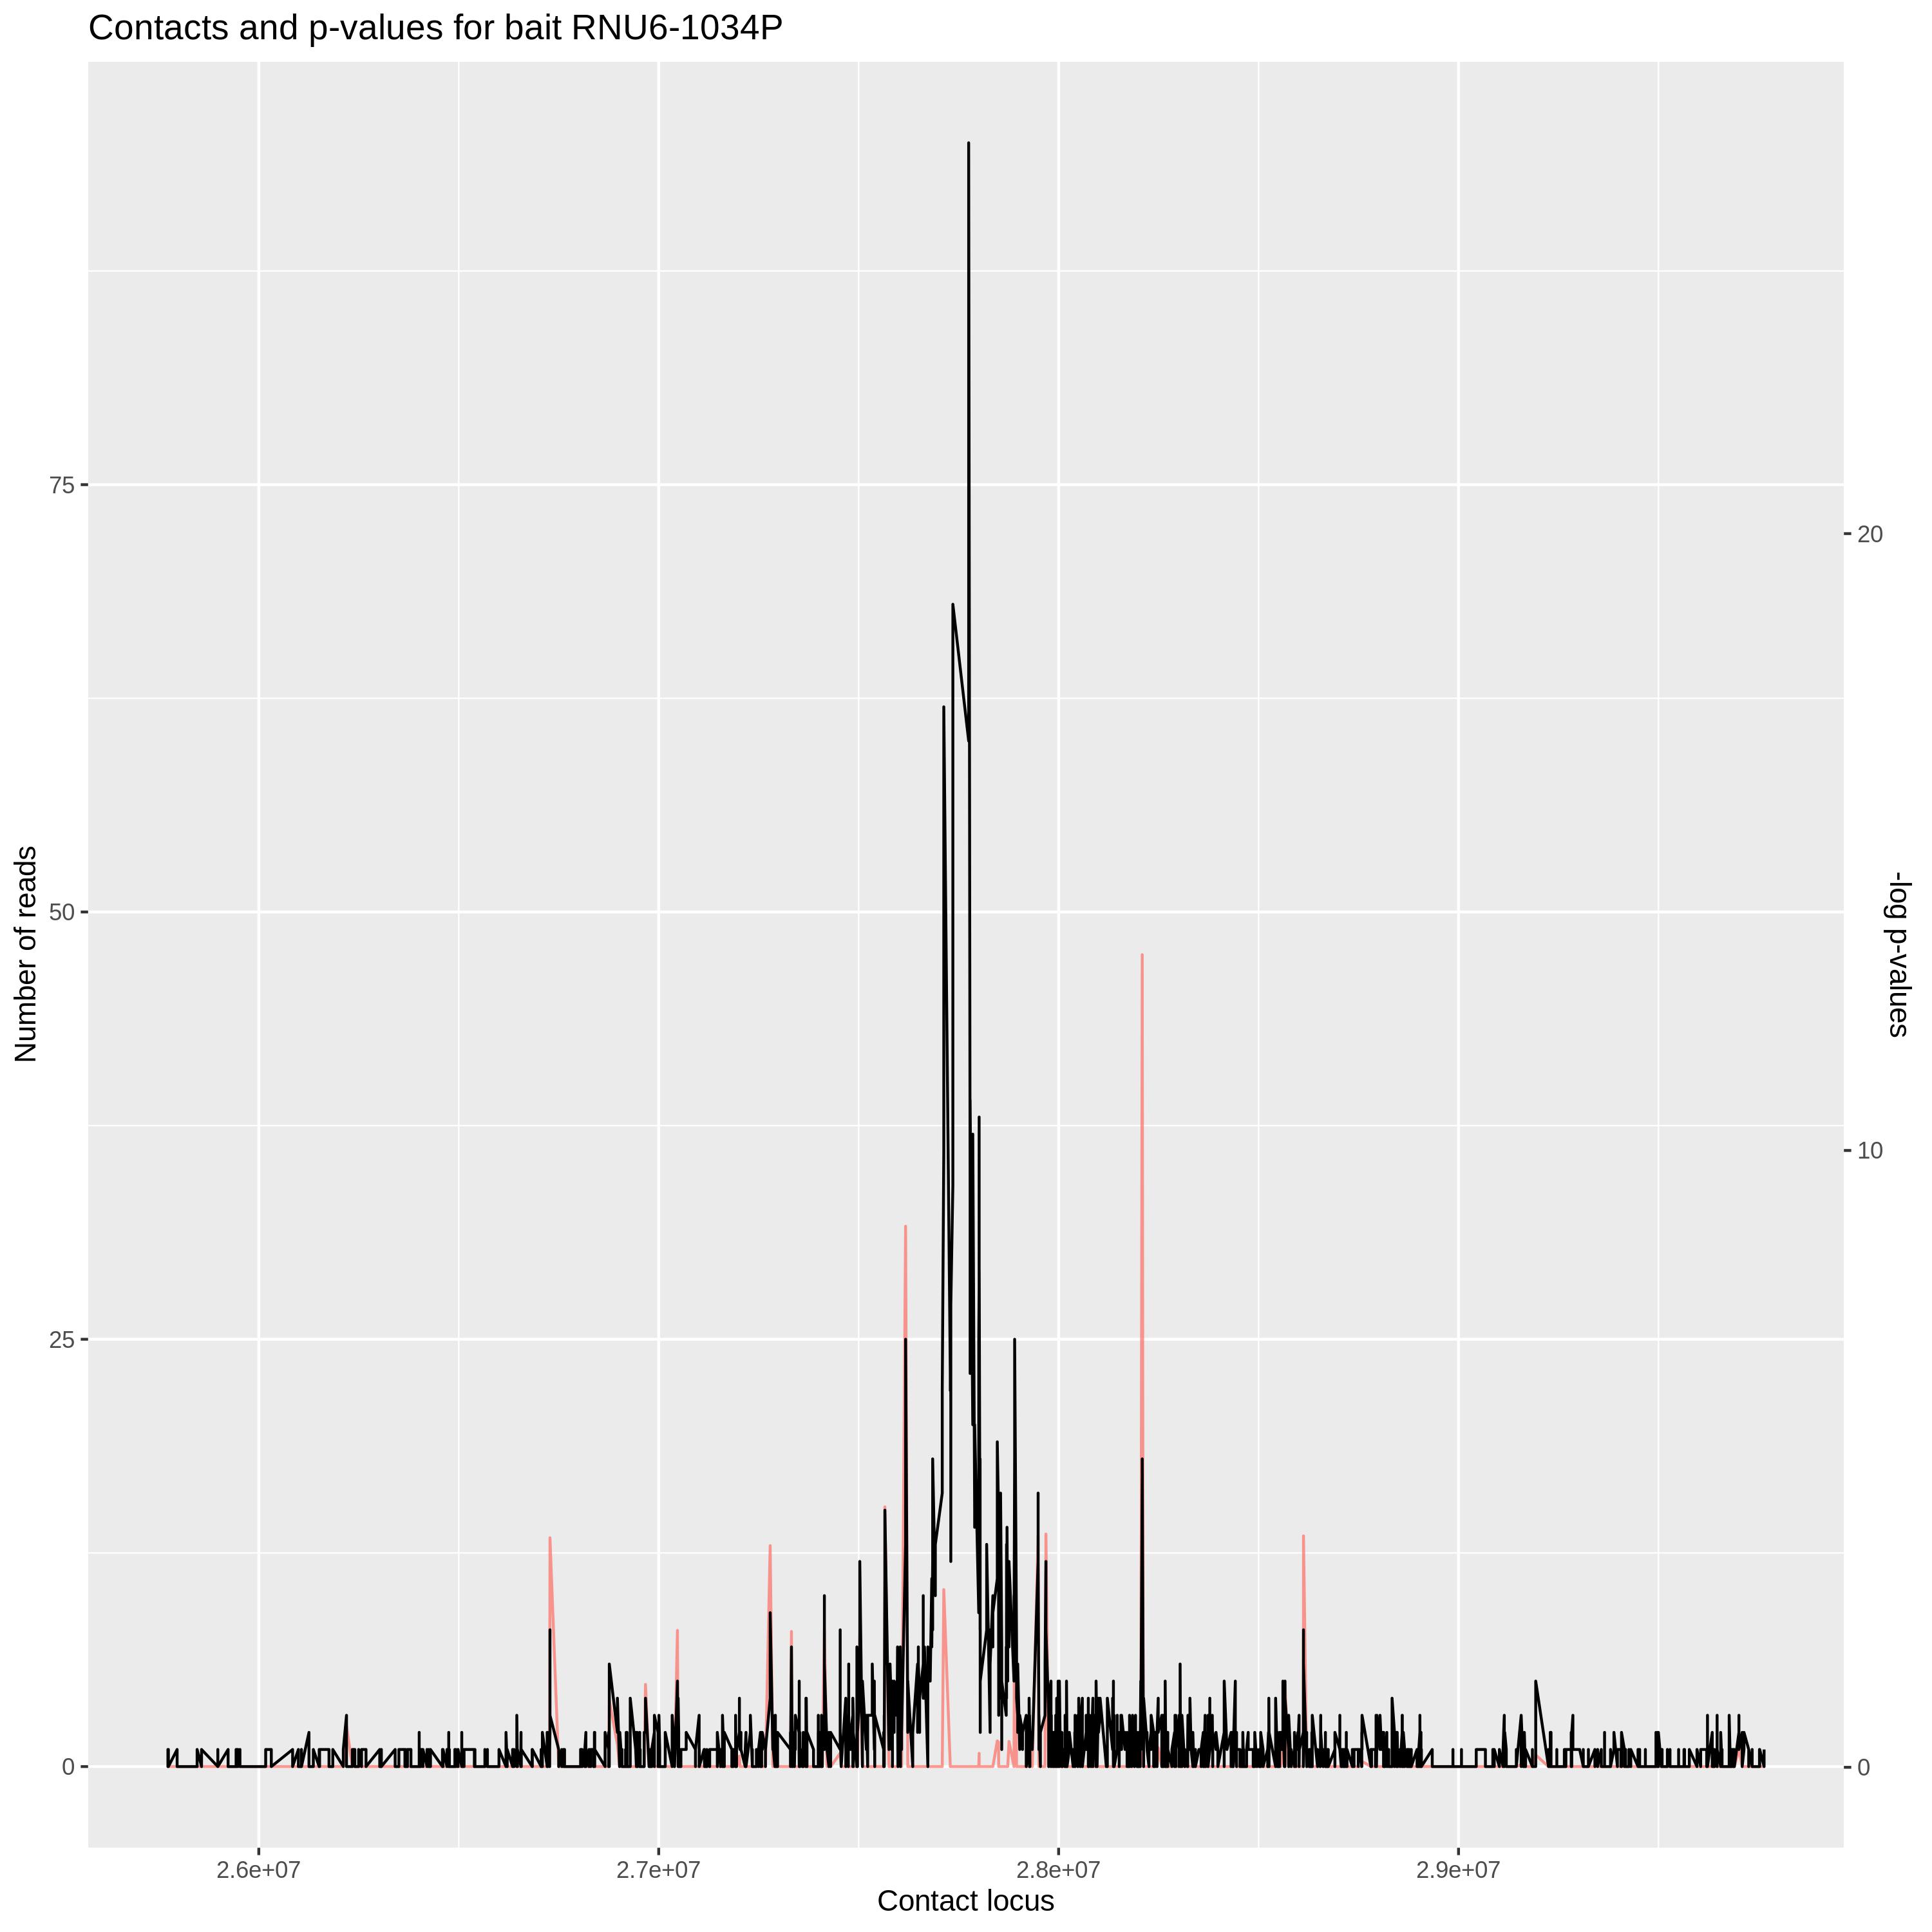 Contacts and p-values for bait RNU6-1034P
75
50
25
0
20
10
0
Number of reads
-log p-values
2.6e+07
2.7e+07
2.8e+07
2.9e+07
Contact locus